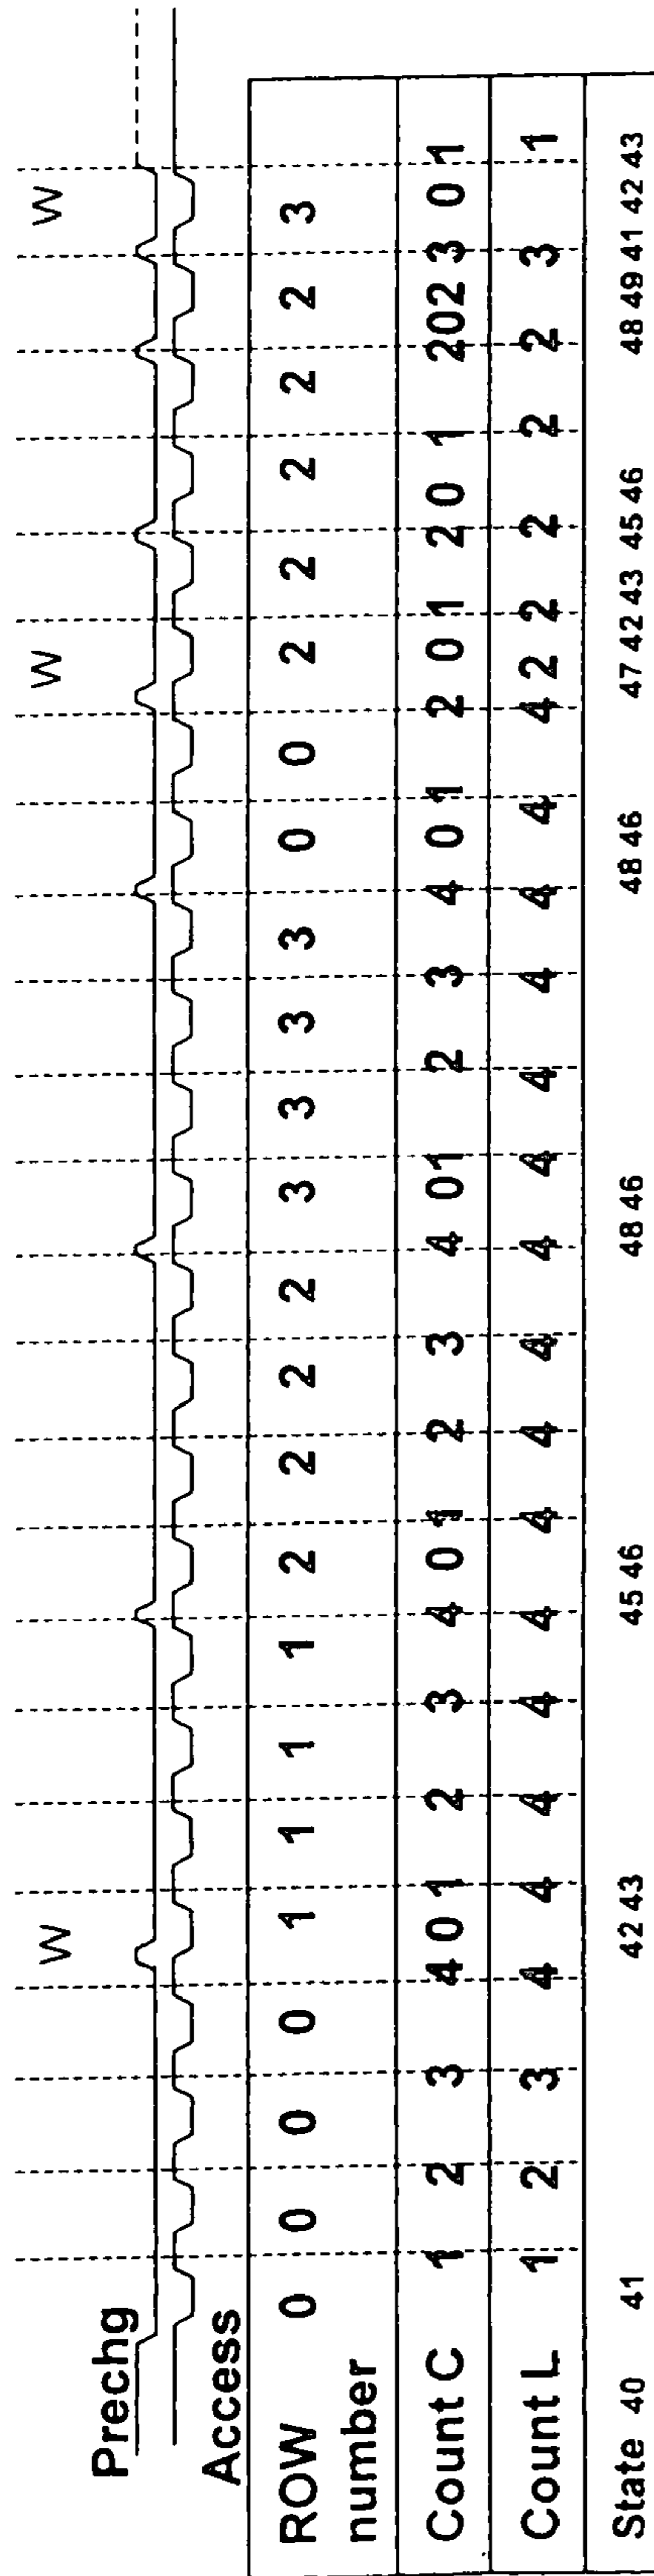 W W W
Prechg
Access
ROW number 0 0 0 0 1 1 1 1 2 2 2 2 3 3 3 3 0 0 2 2 2 2 2 3
Count C 1 2 3 4 0 1 2 3 4 0 1 2 3 4 01 2 3 4 0 1 2 0 1 2 0 1 202 3 0 1
Count L 1 2 3 4 4 4 4 4 4 4 4 4 4 4 4 4 4 4 2 2 2 2 2 3 1
State 40 41 42 43 45 46 48 46 48 46 47 42 43 45 46 48 49 41 42 43